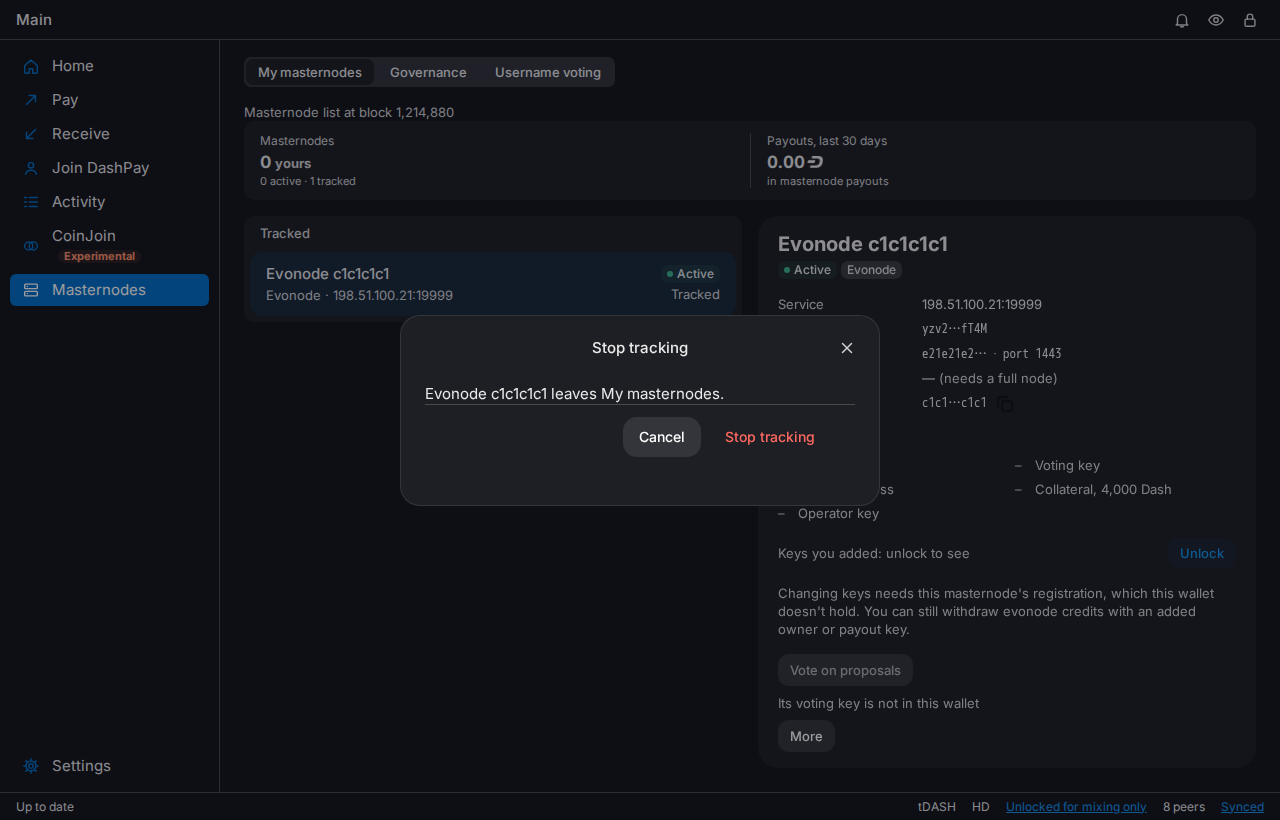 Main
Home
Pay
Receive
Join DashPay
Activity
CoinJoin
Experimental
Masternodes
Settings
My masternodes
Governance
Username voting
Masternode list at block 1,214,880
Masternodes
0 yours
0 active · 1 tracked
Payouts, last 30 days
0.00
in masternode payouts
Tracked
Evonode c1c1c1c1
Active
Evonode · 198.51.100.21:19999
Tracked
Evonode c1c1c1c1
Active
Evonode
Service
198.51.100.21:19999
yzv2…fT4M
e21e21e2… · port 1443
— (needs a full node)
c1c1…c1c1
Stop tracking
Evonode c1c1c1c1 leaves My masternodes.
Cancel
Stop tracking
– Voting key
ss
– Collateral, 4,000 Dash
– Operator key
Keys you added: unlock to see
Unlock
Changing keys needs this masternode's registration, which this wallet
doesn't hold. You can still withdraw evonode credits with an added
owner or payout key.
Vote on proposals
Its voting key is not in this wallet
More
Up to date
tDASH
HD
Unlocked for mixing only
8 peers
Synced